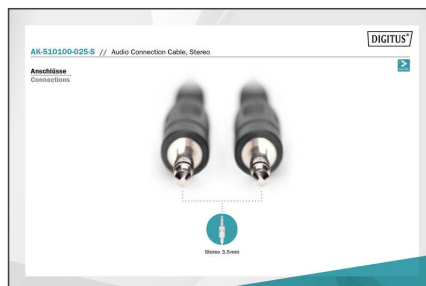 DIGITUS®
AK-510100-025-S // Audio Connection Cable, Stereo
Anschlüsse
Connections
Stereo 3.5mm